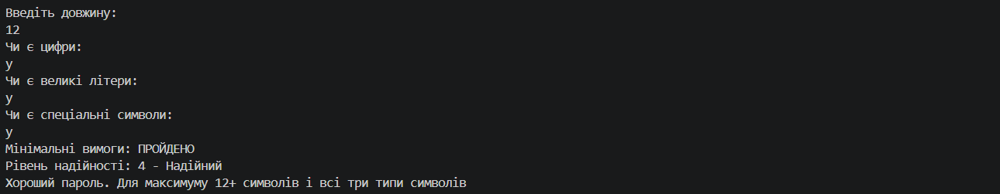 Введіть довжину:
12
Чи є цифри:
y
Чи є великі літери:
y
Чи є спеціальні символи:
y
Мінімальні вимоги: ПРОЙДЕНО
Рівень надійності: 4 - Надійний
Хороший пароль. Для максимуму 12+ символів і всі три типи символів